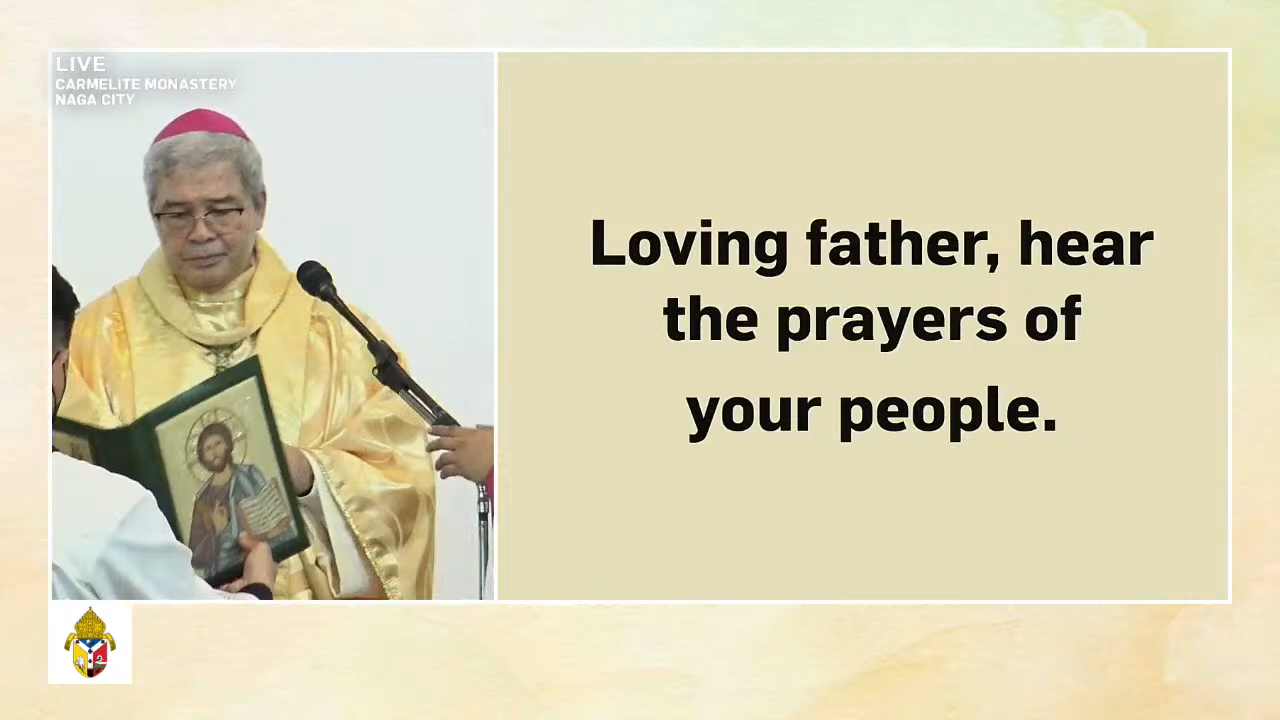 LIVE
CARMELITE MONASTERY
NAGA CITY
Loving father, hear
the prayers of
your people.